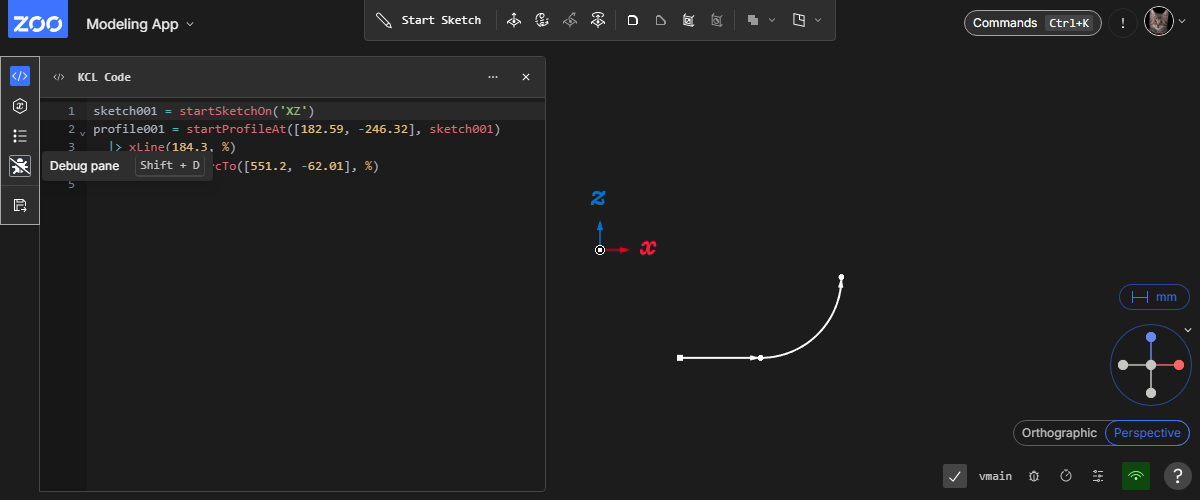 ZOO
Modeling App
Start Sketch
Commands Ctrl+K
!
</> KCL Code
1 sketch001 = startSketchOn('XZ')
2 profile001 = startProfileAt([182.59, -246.32], sketch001)
3 |> xLine(184.3, %)
Debug pane Shift + D
rcTo([551.2, -62.01], %)
5
z
x
mm
Orthographic Perspective
vmain
?